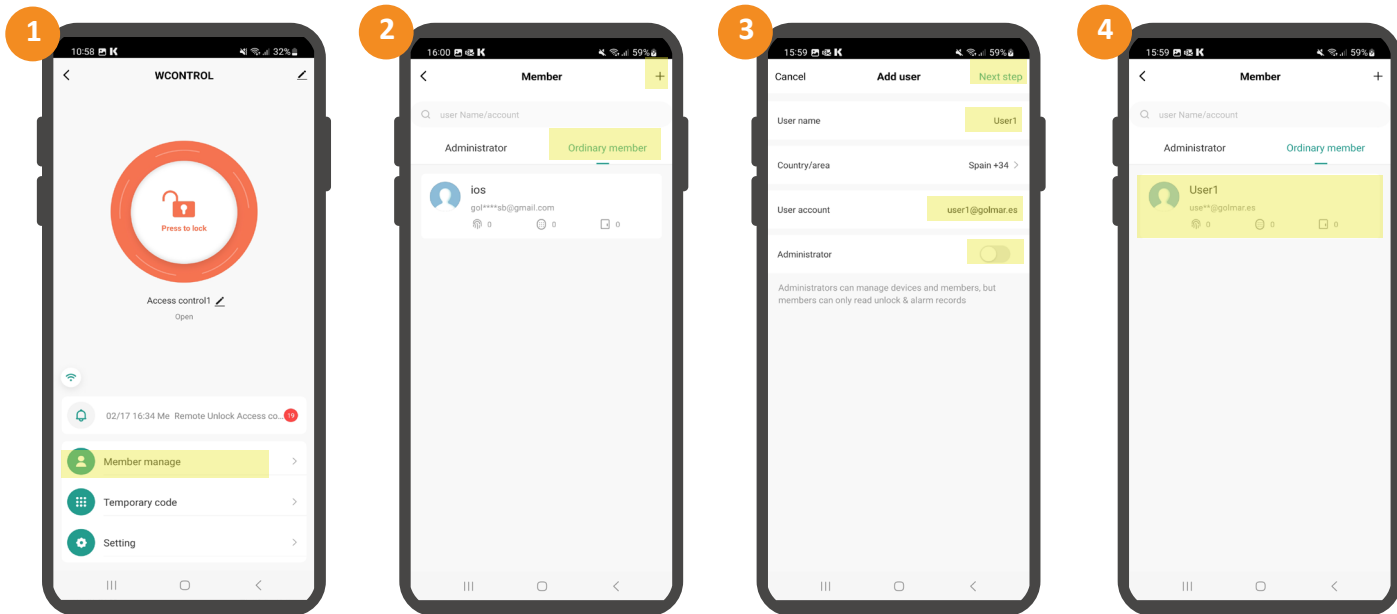 1
10:58 K 32%
WCONTROL
Press to lock
Access control1
Open
02/17 16:34 Me Remote Unlock Access co... 19
Member manage
Temporary code
Setting
2
16:00 K 59%
Member +
user Name/account
Administrator Ordinary member
ios
gol****sb@gmail.com
0 0 0
3
15:59 K 59%
Cancel Add user Next step
User name User1
Country/area Spain +34 >
User account user1@golmar.es
Administrator
Administrators can manage devices and members, but
members can only read unlock & alarm records
4
15:59 K 59%
Member +
user Name/account
Administrator Ordinary member
User1
use**@golmar.es
0 0 0